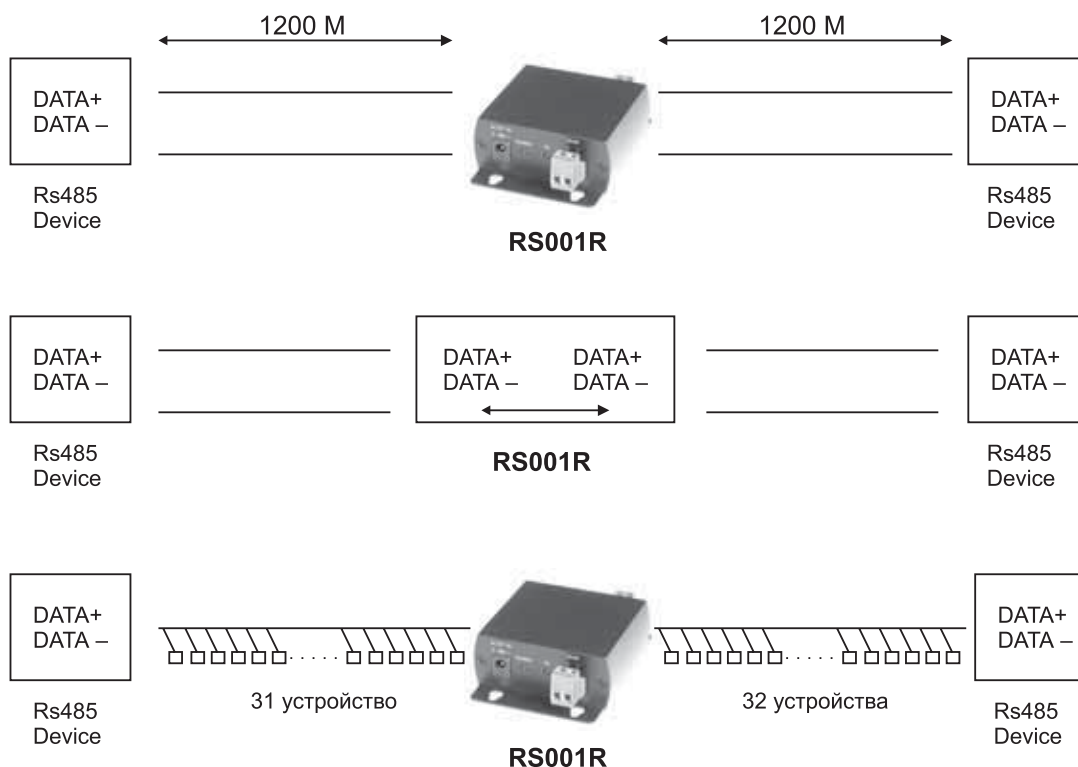 1200 M
1200 M
DATA+
DATA –
DATA+
DATA –
Rs485
Device
Rs485
Device
RS001R
DATA+
DATA –
DATA+
DATA –
DATA+
DATA –
DATA+
DATA –
Rs485
Device
Rs485
Device
RS001R
DATA+
DATA –
DATA+
DATA –
31 устройство
32 устройства
Rs485
Device
Rs485
Device
RS001R